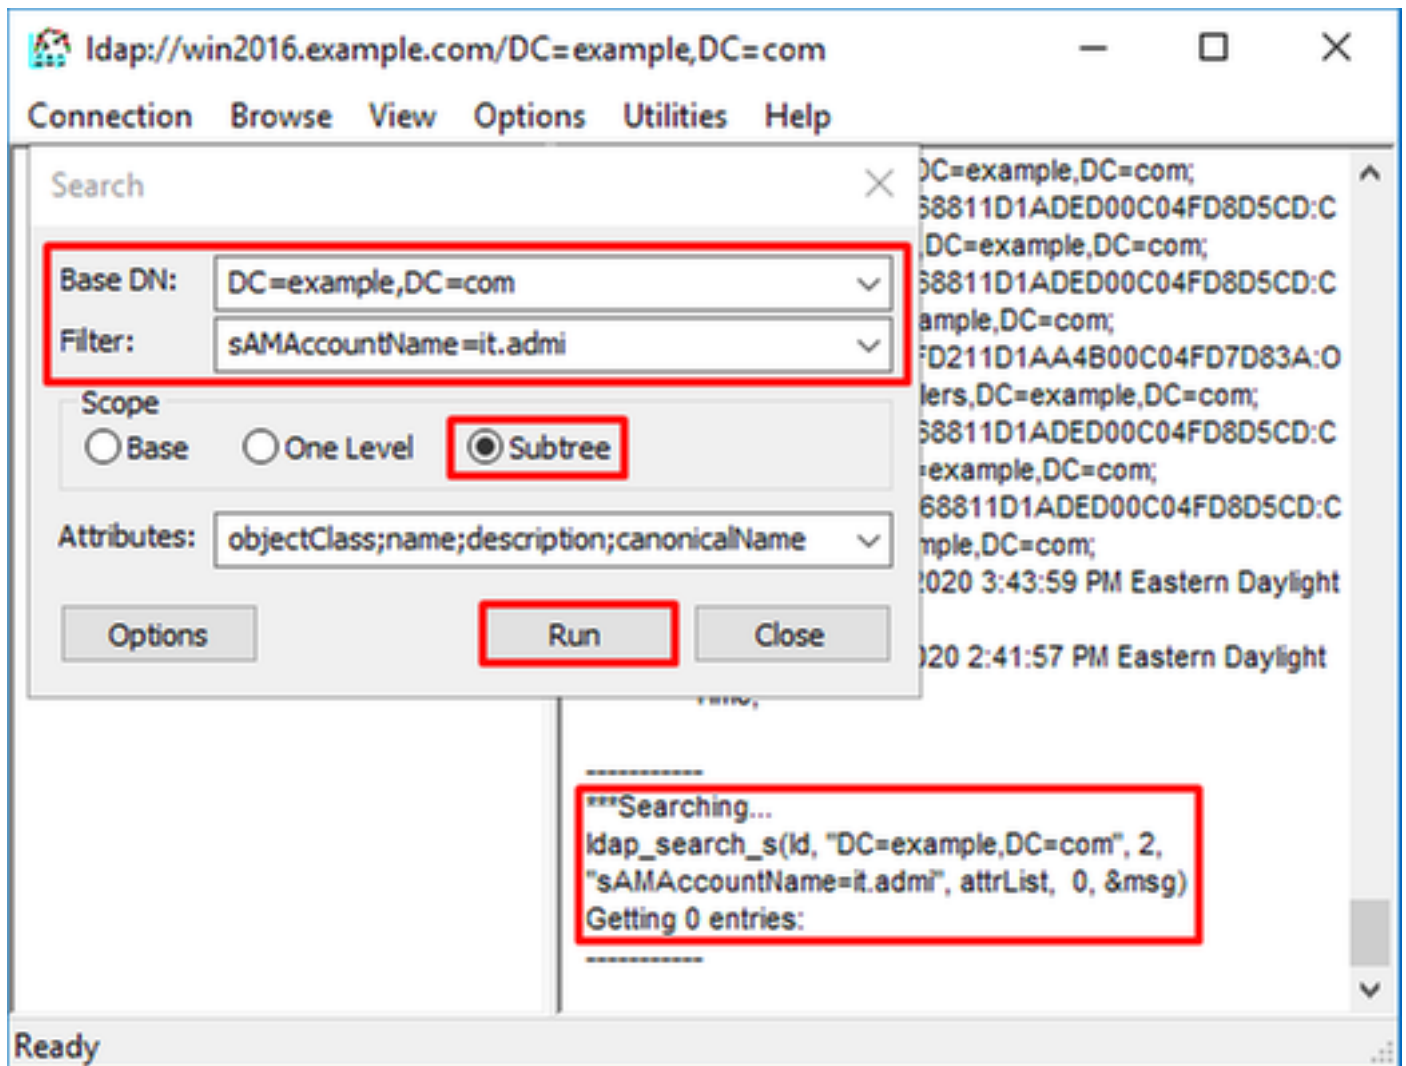 ldap://win2016.example.com/DC=example,DC=com
Connection Browse View Options Utilities Help
Search
Base DN: DC=example,DC=com
Filter: sAMAccountName=it.admi
Scope
Base One Level Subtree
Attributes: objectClass;name;description;canonicalName
Options Run Close
DC=example,DC=com;
68811D1ADED00C04FD8D5CD:C
,DC=example,DC=com;
68811D1ADED00C04FD8D5CD:C
ample,DC=com;
FD211D1AA4B00C04FD7D83A:O
lers,DC=example,DC=com;
68811D1ADED00C04FD8D5CD:C
=example,DC=com;
68811D1ADED00C04FD8D5CD:C
mple,DC=com;
2020 3:43:59 PM Eastern Daylight
020 2:41:57 PM Eastern Daylight
Time;
-----------
***Searching...
ldap_search_s(ld, "DC=example,DC=com", 2,
"sAMAccountName=it.admi", attrList,  0, &msg)
Getting 0 entries:
-----------
Ready